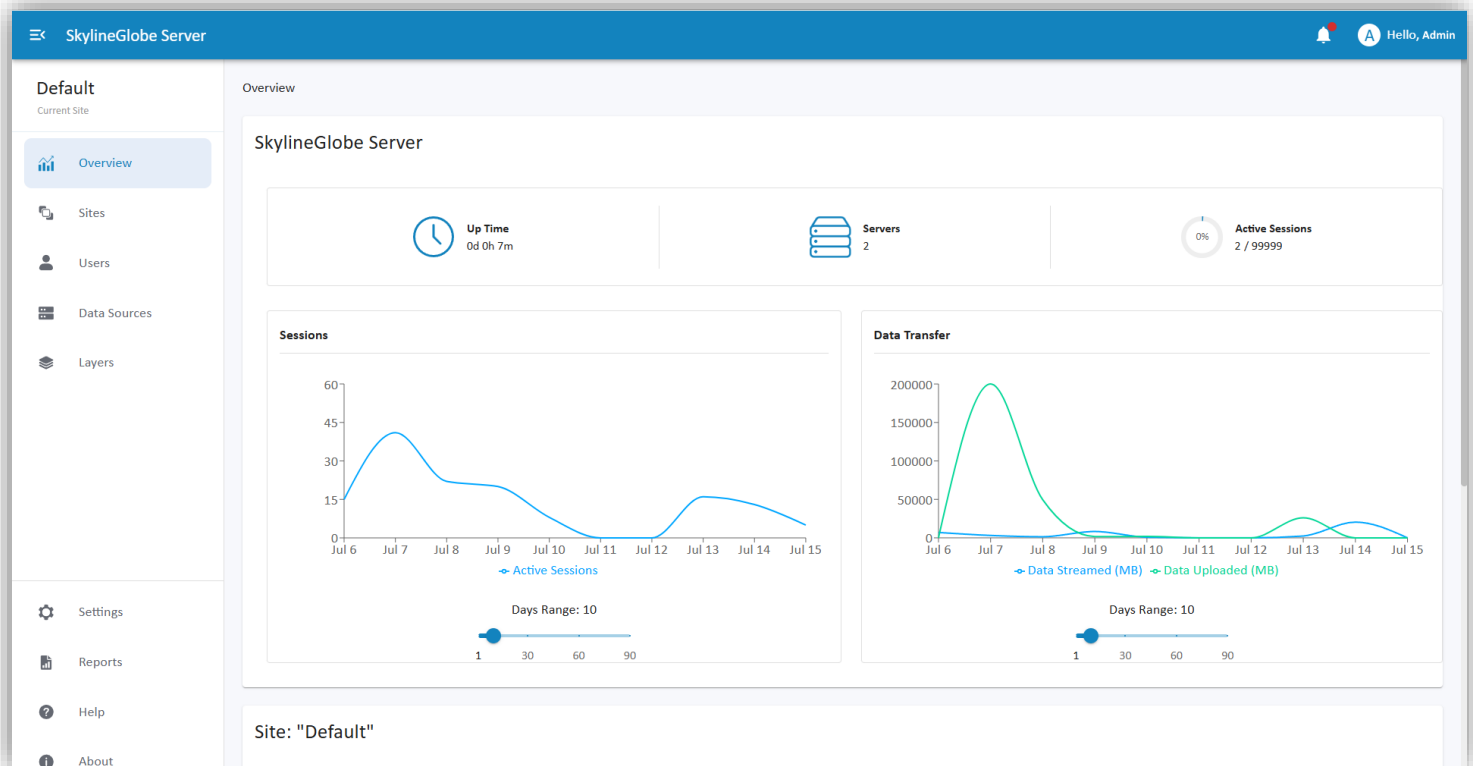 SkylineGlobe Server
A Hello, Admin
Default
Current Site
Overview
Sites
Users
Data Sources
Layers
Settings
Reports
Help
About
Overview
SkylineGlobe Server
Up Time
0d 0h 7m
Servers
2
0%
Active Sessions
2 / 99999
Sessions
60
45
30
15
0
Jul 6 Jul 7 Jul 8 Jul 9 Jul 10 Jul 11 Jul 12 Jul 13 Jul 14 Jul 15
Active Sessions
Days Range: 10
1 30 60 90
Data Transfer
200000
150000
100000
50000
0
Jul 6 Jul 7 Jul 8 Jul 9 Jul 10 Jul 11 Jul 12 Jul 13 Jul 14 Jul 15
Data Streamed (MB) Data Uploaded (MB)
Days Range: 10
1 30 60 90
Site: "Default"